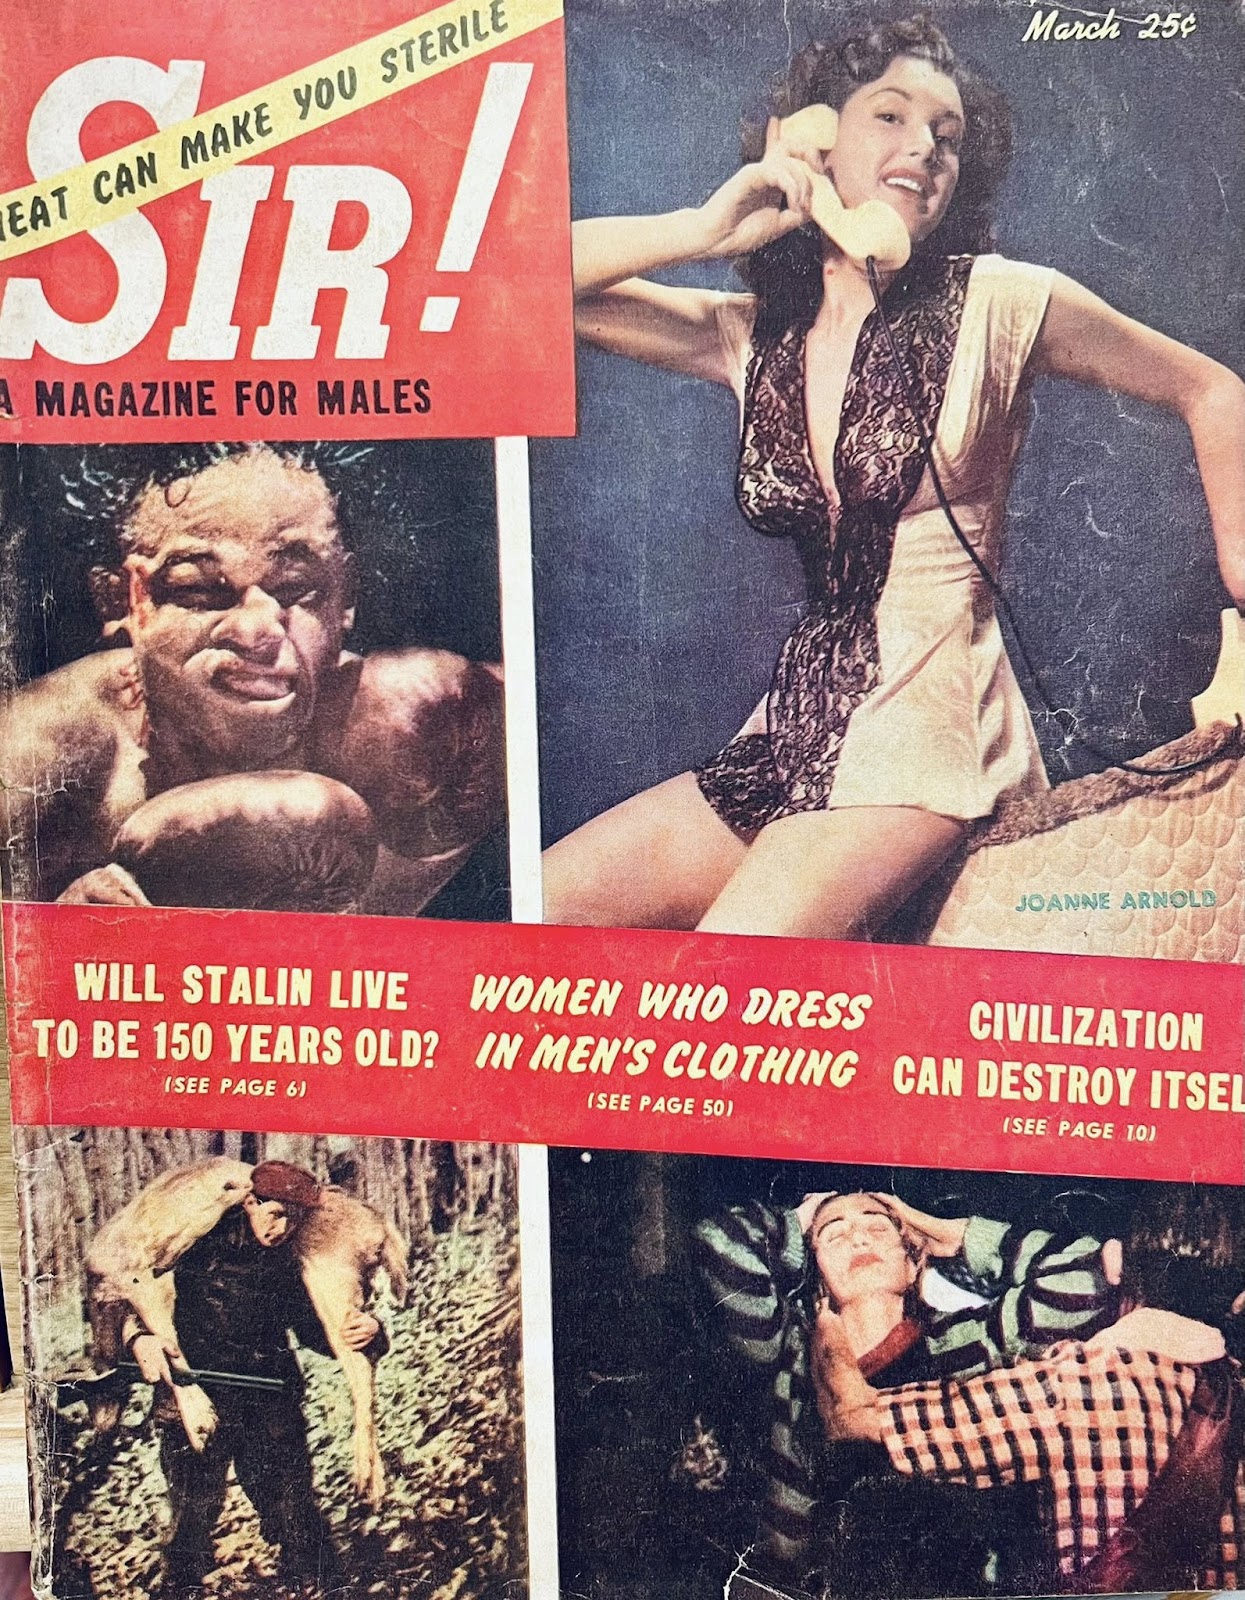 March 25¢
HEAT CAN MAKE YOU STERILE
SIR!
A MAGAZINE FOR MALES
JOANNE ARNOLD
WILL STALIN LIVE
TO BE 150 YEARS OLD?
(SEE PAGE 6)
WOMEN WHO DRESS
IN MEN'S CLOTHING
(SEE PAGE 50)
CIVILIZATION
CAN DESTROY ITSEL
(SEE PAGE 10)